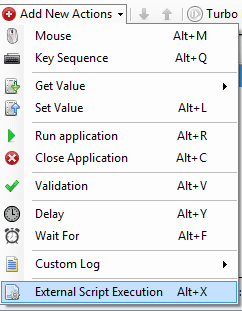 Add New Actions Turbo
Mouse Alt+M
Key Sequence Alt+Q
Get Value
Set Value Alt+L
Run application Alt+R
Close Application Alt+C
Validation Alt+V
Delay Alt+Y
Wait For Alt+F
Custom Log
External Script Execution Alt+X